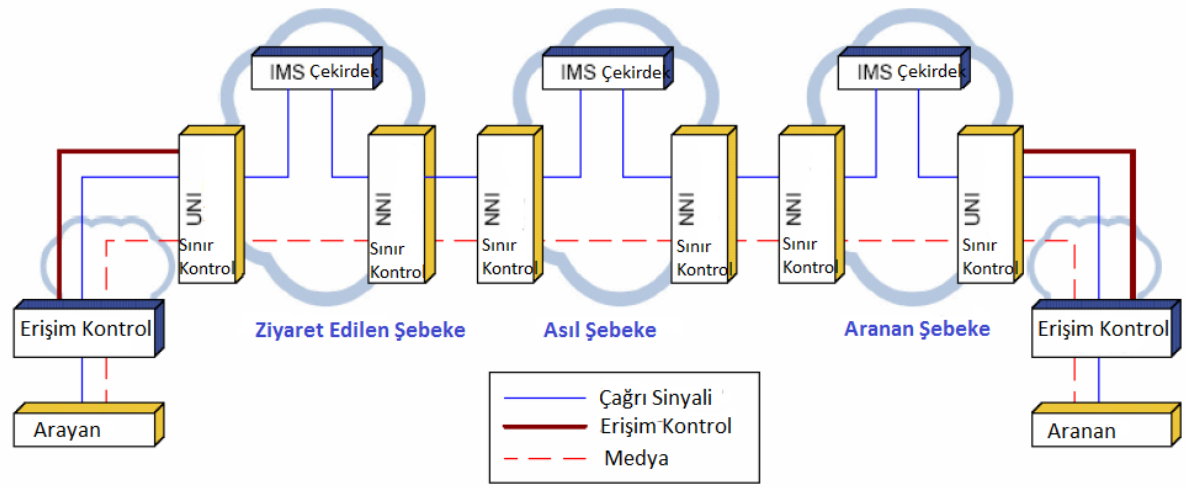 IMS Çekirdek
IMS Çekirdek
IMS Çekirdek
UNI
Sınır
Kontrol
NNI
Sınır
Kontrol
NNI
Sınır
Kontrol
NNI
Sınır
Kontrol
NNI
Sınır
Kontrol
UNI
Sınır
Kontrol
Erişim Kontrol
Ziyaret Edilen Şebeke
Asıl Şebeke
Aranan Şebeke
Erişim Kontrol
Arayan
Aranan
Çağrı Sinyali
Erişim Kontrol
Medya